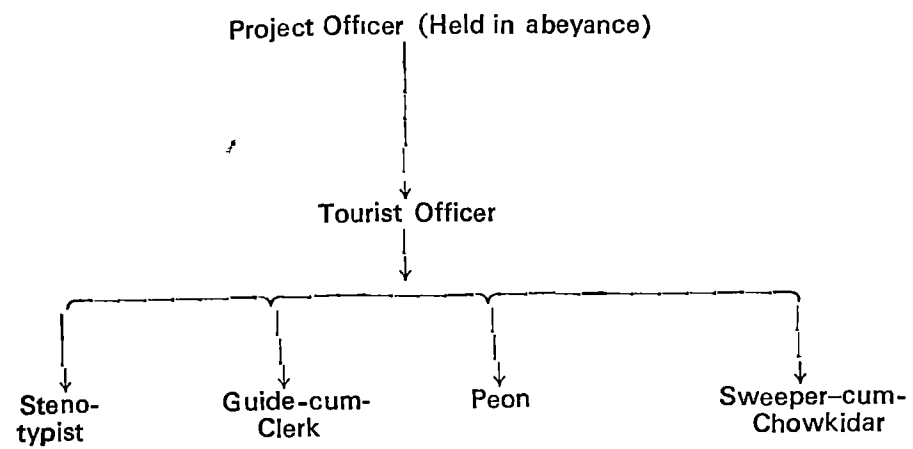 Project Officer (Held in abeyance)
Tourist Officer
Steno-
typist
Guide-cum-
Clerk
Peon
Sweeper–cum-
Chowkidar